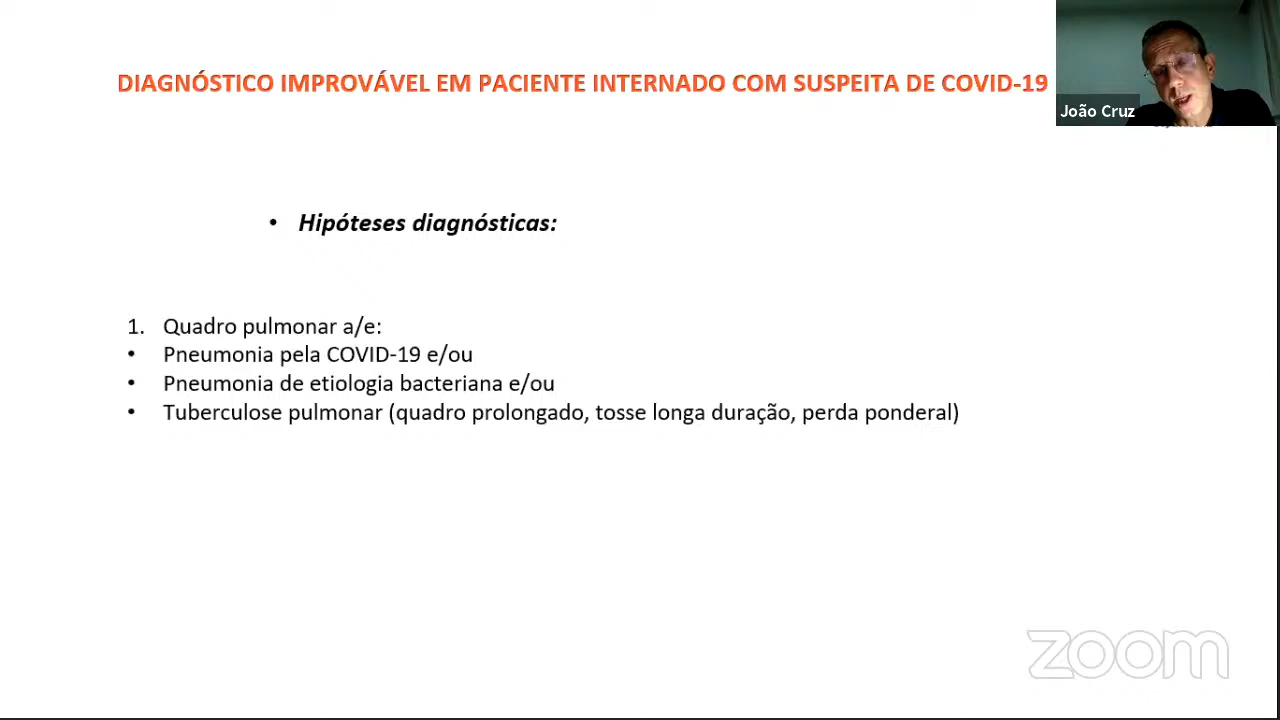 DIAGNÓSTICO IMPROVÁVEL EM PACIENTE INTERNADO COM SUSPEITA DE COVID-19
João Cruz
• Hipóteses diagnósticas:
1. Quadro pulmonar a/e:
• Pneumonia pela COVID-19 e/ou
• Pneumonia de etiologia bacteriana e/ou
• Tuberculose pulmonar (quadro prolongado, tosse longa duração, perda ponderal)
zoom